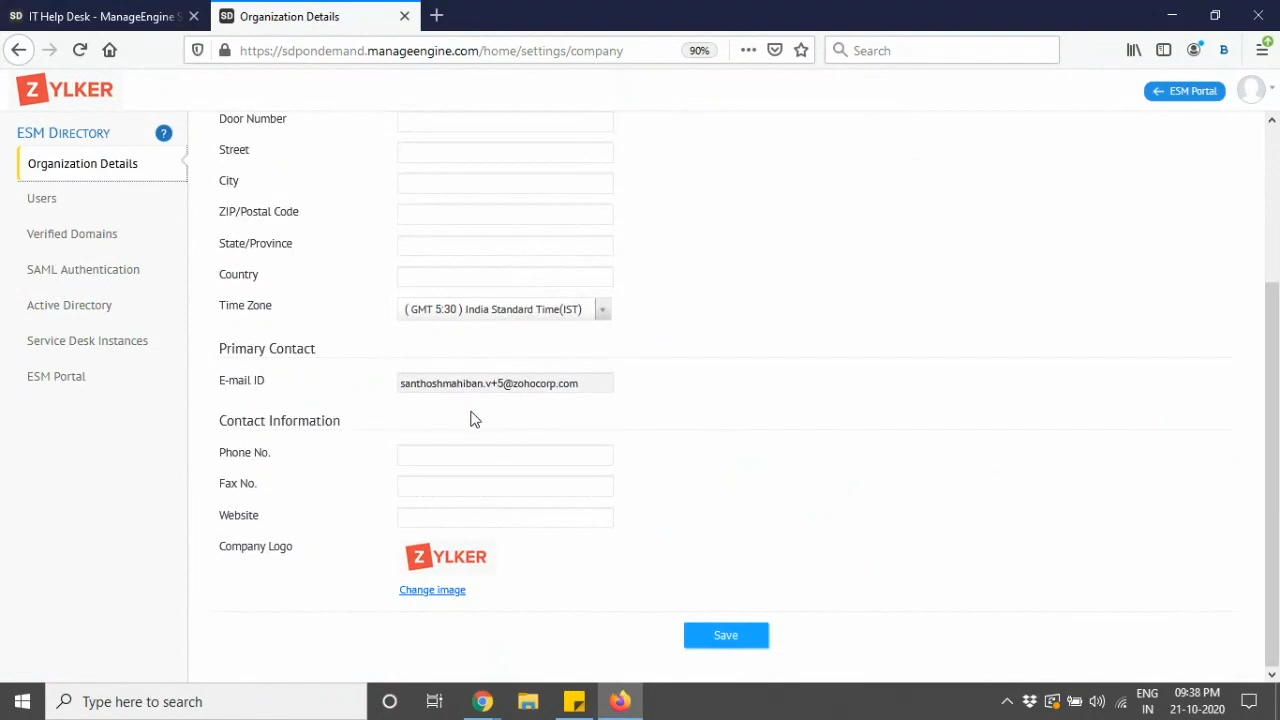 IT Help Desk - ManageEngine S
Organization Details
https://sdpondemand.manageengine.com/home/settings/company
90%
Search
ZYLKER
ESM Portal
ESM DIRECTORY
?
Organization Details
Users
Verified Domains
SAML Authentication
Active Directory
Service Desk Instances
ESM Portal
Door Number
Street
City
ZIP/Postal Code
State/Province
Country
Time Zone ( GMT 5:30 ) India Standard Time(IST)
Primary Contact
E-mail ID santhoshmahiban.v+5@zohocorp.com
Contact Information
Phone No.
Fax No.
Website
Company Logo ZYLKER
Change image
Save
Type here to search
ENG 09:38 PM
IN 21-10-2020